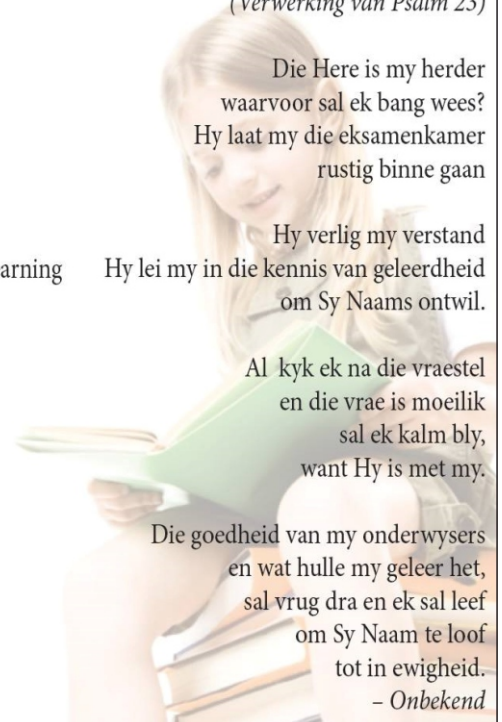 (Verwerking van Psalm 23)
Die Here is my herder
waarvoor sal ek bang wees?
Hy laat my die eksamenkamer
rustig binne gaan
Hy verlig my verstand
arning Hy lei my in die kennis van geleerdheid
om Sy Naams ontwil.
Al kyk ek na die vraestel
en die vrae is moeilik
sal ek kalm bly,
want Hy is met my.
Die goedheid van my onderwysers
en wat hulle my geleer het,
sal vrug dra en ek sal leef
om Sy Naam te loof
tot in ewigheid.
– Onbekend